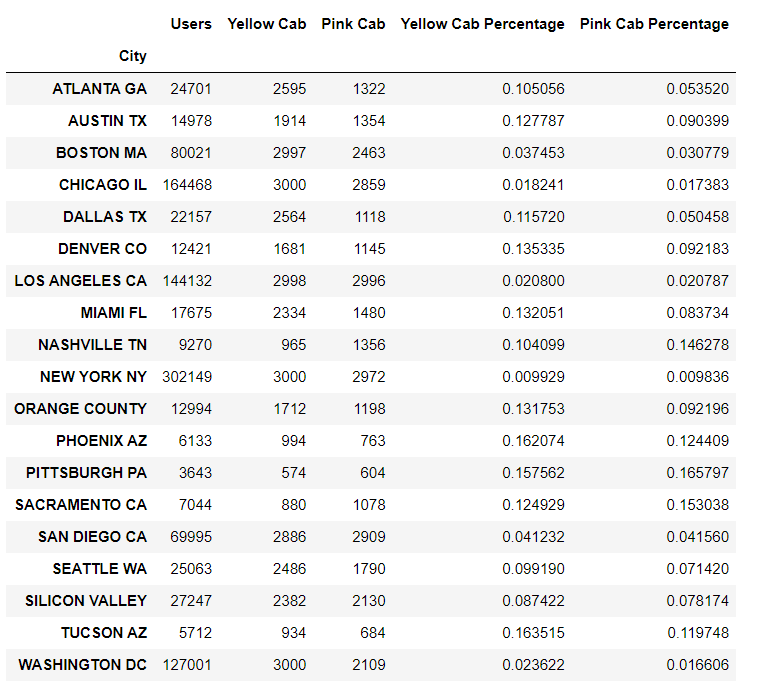 Users Yellow Cab Pink Cab Yellow Cab Percentage Pink Cab Percentage
City
ATLANTA GA 24701 2595 1322 0.105056 0.053520
AUSTIN TX 14978 1914 1354 0.127787 0.090399
BOSTON MA 80021 2997 2463 0.037453 0.030779
CHICAGO IL 164468 3000 2859 0.018241 0.017383
DALLAS TX 22157 2564 1118 0.115720 0.050458
DENVER CO 12421 1681 1145 0.135335 0.092183
LOS ANGELES CA 144132 2998 2996 0.020800 0.020787
MIAMI FL 17675 2334 1480 0.132051 0.083734
NASHVILLE TN 9270 965 1356 0.104099 0.146278
NEW YORK NY 302149 3000 2972 0.009929 0.009836
ORANGE COUNTY 12994 1712 1198 0.131753 0.092196
PHOENIX AZ 6133 994 763 0.162074 0.124409
PITTSBURGH PA 3643 574 604 0.157562 0.165797
SACRAMENTO CA 7044 880 1078 0.124929 0.153038
SAN DIEGO CA 69995 2886 2909 0.041232 0.041560
SEATTLE WA 25063 2486 1790 0.099190 0.071420
SILICON VALLEY 27247 2382 2130 0.087422 0.078174
TUCSON AZ 5712 934 684 0.163515 0.119748
WASHINGTON DC 127001 3000 2109 0.023622 0.016606